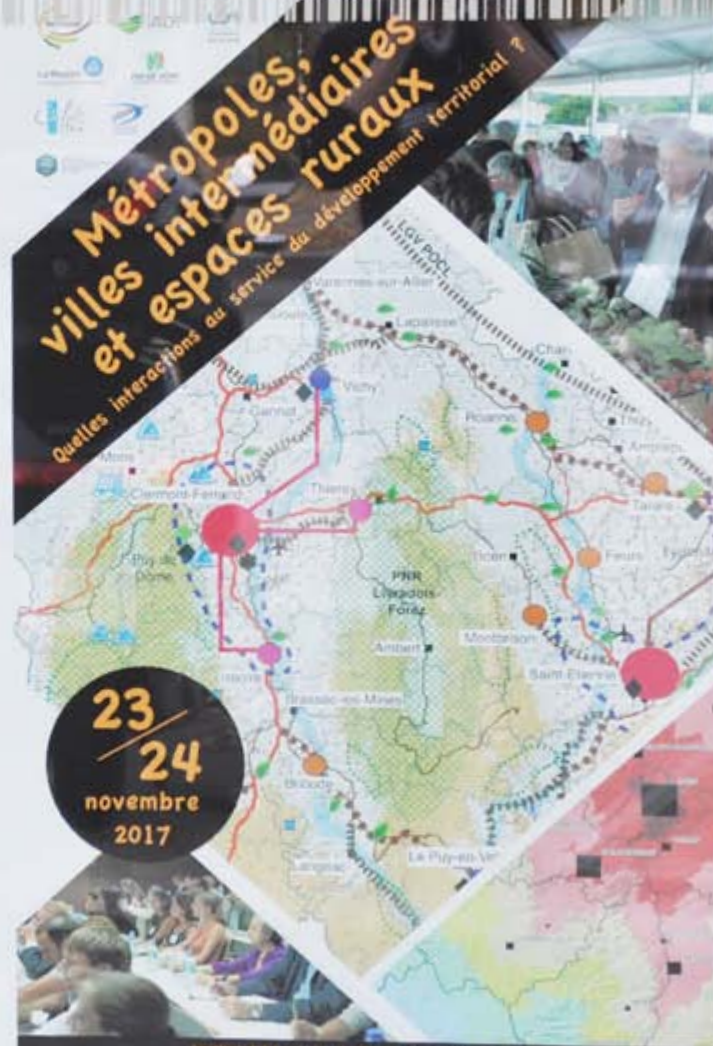 Métropoles,
villes intermédiaires
et espaces ruraux
Quelles interactions au service du développement territorial ?
LGV POCL
Varennes-sur-Allier
Lapalisse
Vichy
Gannat
Roanne
Clermont-Ferrand
Thiers
Tarare
Puy de
Dôme
PNR
Livradois
Forez
Feurs
Ambert
Montbrison
Saint-Etienne
Brassac-les-Mines
Brioude
Langeac
Le Puy-en-Ve
23
24
novembre
2017